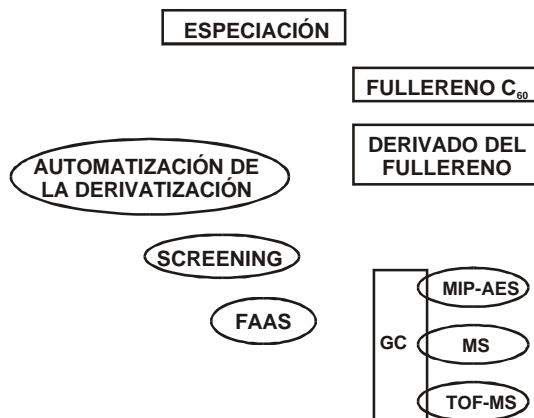 ESPECIACIÓN
FULLERENO C₆₀
DERIVADO DEL
FULLERENO
AUTOMATIZACIÓN DE
LA DERIVATIZACIÓN
SCREENING
FAAS
GC
MIP-AES
MS
TOF-MS